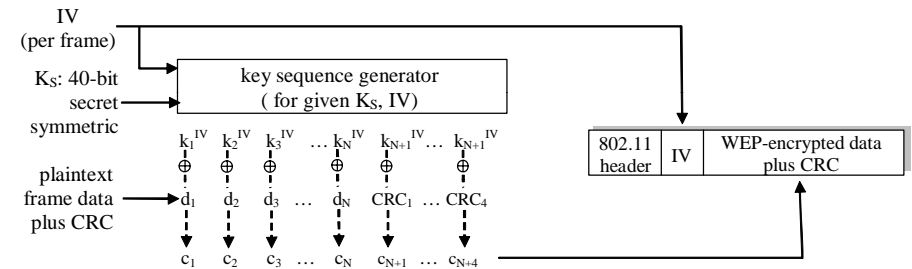 IV
(per frame)
K_S: 40-bit
secret
symmetric
key sequence generator
( for given K_S, IV)
k_1^IV k_2^IV k_3^IV … k_N^IV k_N+1^IV … k_N+1^IV
plaintext
frame data
plus CRC
d_1 d_2 d_3 … d_N CRC_1 … CRC_4
c_1 c_2 c_3 … c_N c_N+1 … c_N+4
802.11
header
IV
WEP-encrypted data
plus CRC